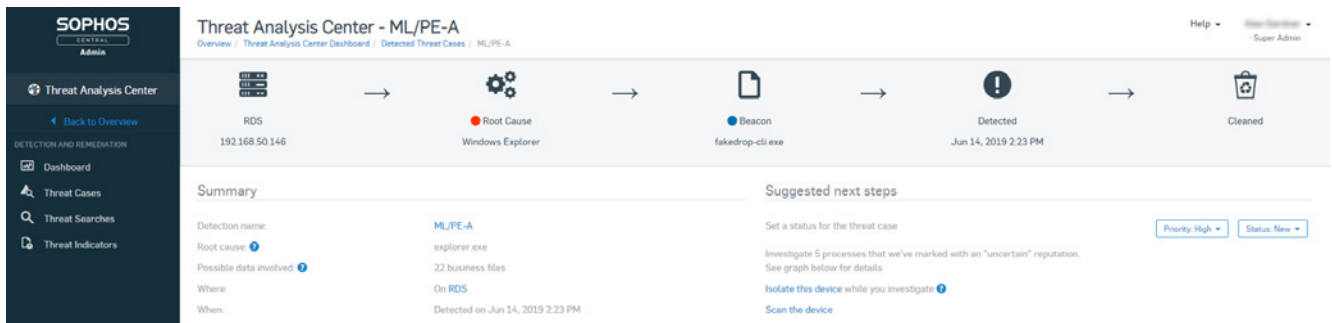 SOPHOS
CENTRAL
Admin
Threat Analysis Center
Back to Overview
DETECTION AND REMEDIATION
Dashboard
Threat Cases
Threat Searches
Threat Indicators
Threat Analysis Center - ML/PE-A
Overview / Threat Analysis Center Dashboard / Detected Threat Cases / ML/PE-A
Help
Super Admin
RDS
192.168.50.146
Root Cause
Windows Explorer
Beacon
fakedrop-cli.exe
Detected
Jun 14, 2019 2:23 PM
Cleaned
Summary
Detection name: ML/PE-A
Root cause: ? explorer.exe
Possible data involved: ? 22 business files
Where: On RDS
When: Detected on Jun 14, 2019 2:23 PM
Suggested next steps
Set a status for the threat case Priority: High Status: New
Investigate 5 processes that we've marked with an "uncertain" reputation.
See graph below for details
Isolate this device while you investigate ?
Scan the device